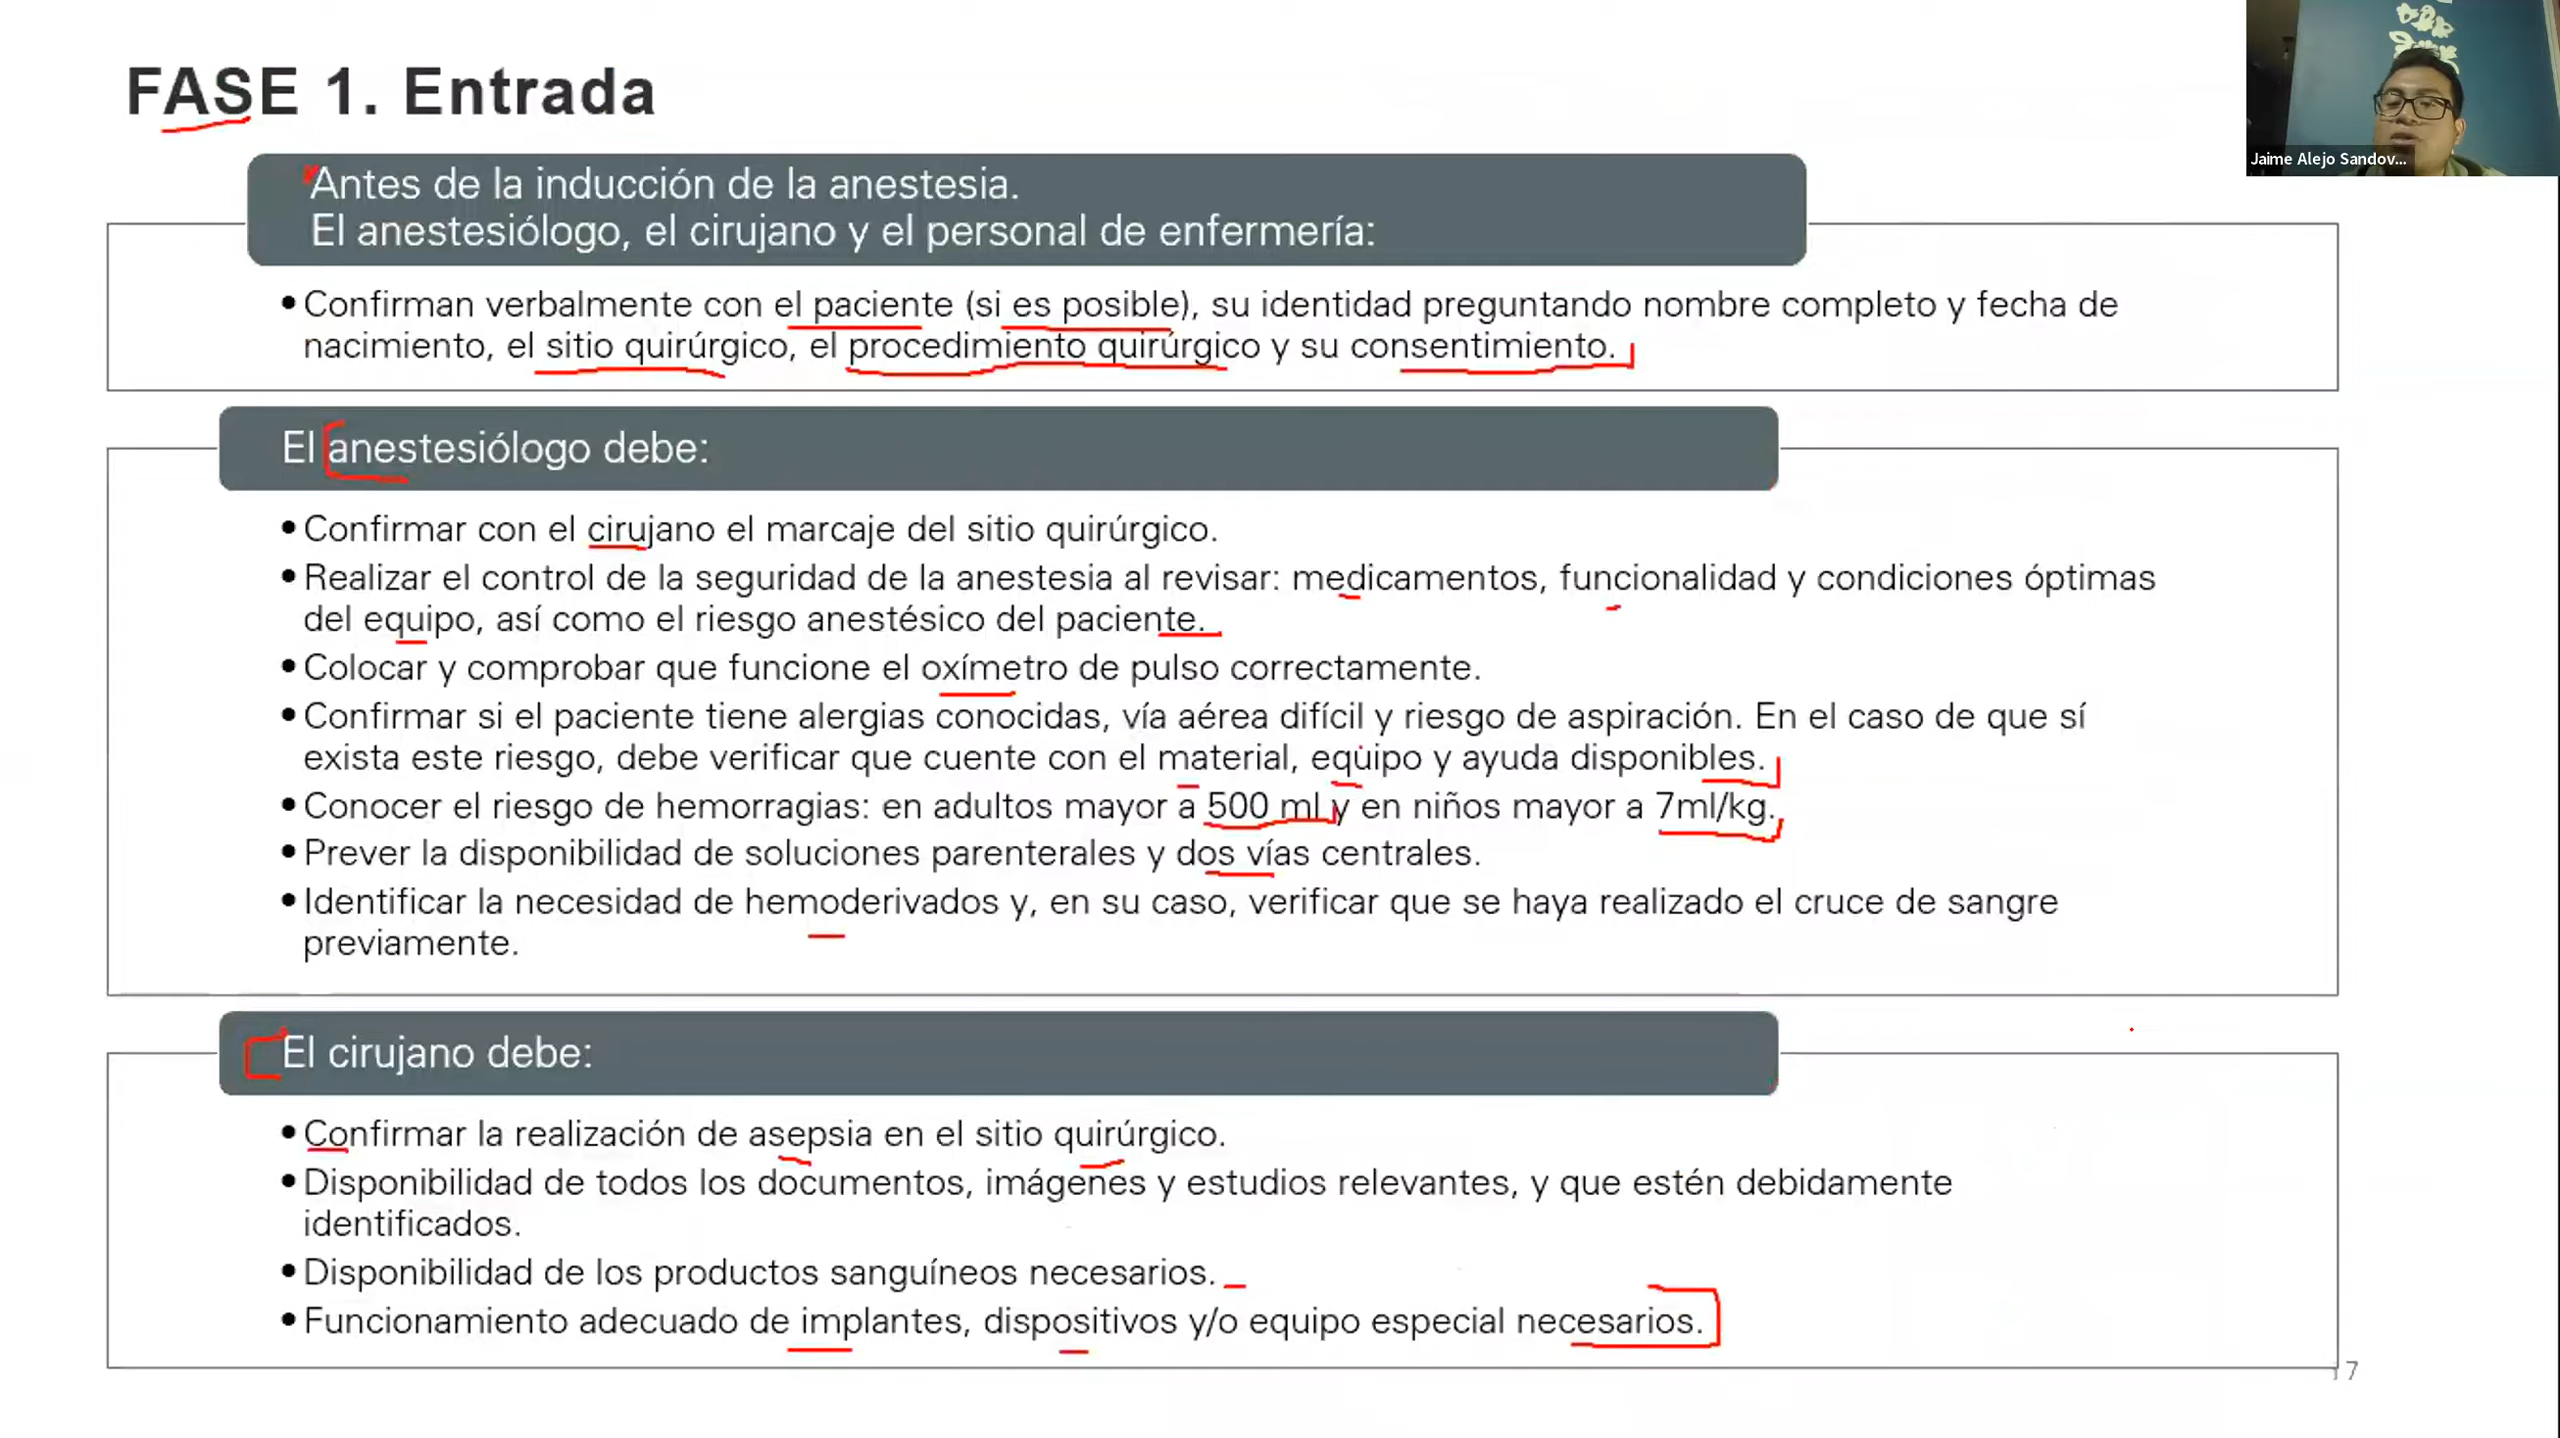 FASE 1. Entrada
Jaime Alejo Sandov...
Antes de la inducción de la anestesia.
El anestesiólogo, el cirujano y el personal de enfermería:
•Confirman verbalmente con el paciente (si es posible), su identidad preguntando nombre completo y fecha de
nacimiento, el sitio quirúrgico, el procedimiento quirúrgico y su consentimiento.
El anestesiólogo debe:
•Confirmar con el cirujano el marcaje del sitio quirúrgico.
•Realizar el control de la seguridad de la anestesia al revisar: medicamentos, funcionalidad y condiciones óptimas
del equipo, así como el riesgo anestésico del paciente.
•Colocar y comprobar que funcione el oxímetro de pulso correctamente.
•Confirmar si el paciente tiene alergias conocidas, vía aérea difícil y riesgo de aspiración. En el caso de que sí
exista este riesgo, debe verificar que cuente con el material, equipo y ayuda disponibles.
•Conocer el riesgo de hemorragias: en adultos mayor a 500 ml y en niños mayor a 7ml/kg.
•Prever la disponibilidad de soluciones parenterales y dos vías centrales.
•Identificar la necesidad de hemoderivados y, en su caso, verificar que se haya realizado el cruce de sangre
previamente.
El cirujano debe:
•Confirmar la realización de asepsia en el sitio quirúrgico.
•Disponibilidad de todos los documentos, imágenes y estudios relevantes, y que estén debidamente
identificados.
•Disponibilidad de los productos sanguíneos necesarios.
•Funcionamiento adecuado de implantes, dispositivos y/o equipo especial necesarios.
17